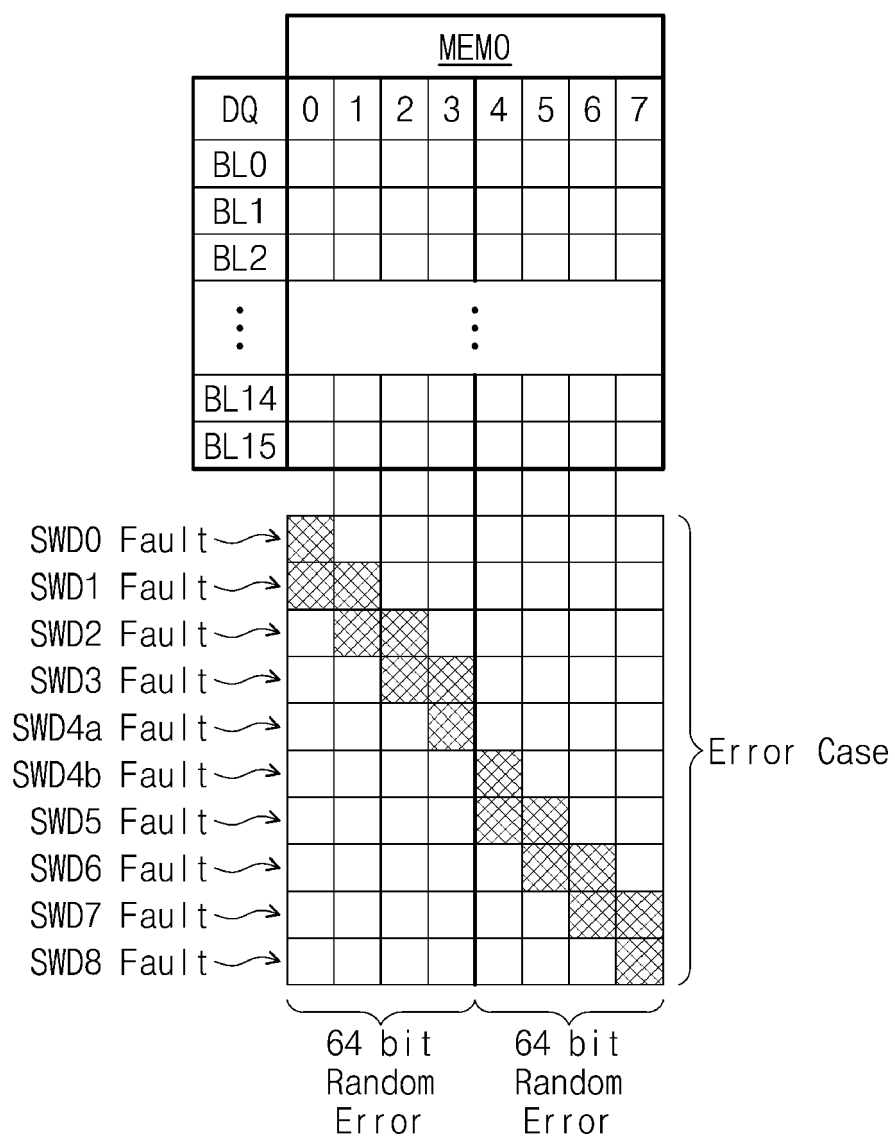 MEM0
DQ 0 1 2 3 4 5 6 7
BL0
BL1
BL2
⋮ ⋮
BL14
BL15
SWD0 Fault
SWD1 Fault
SWD2 Fault
SWD3 Fault
SWD4a Fault
SWD4b Fault
SWD5 Fault
SWD6 Fault
SWD7 Fault
SWD8 Fault
Error Case
64 bit
Random
Error
64 bit
Random
Error